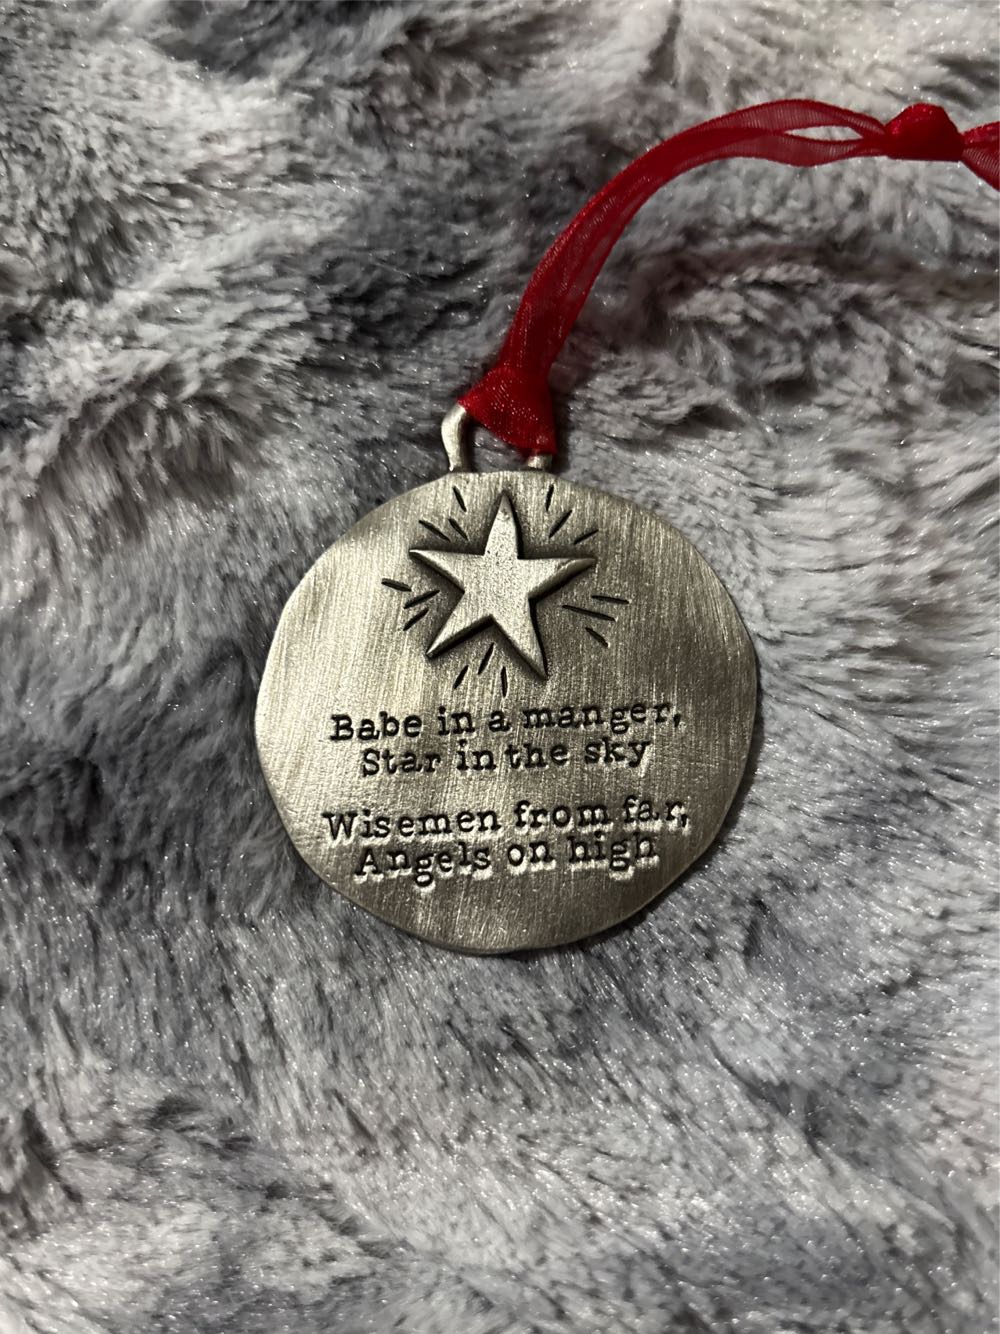 Babe in a manger,
Star in the sky
Wisemen from far,
Angels on high